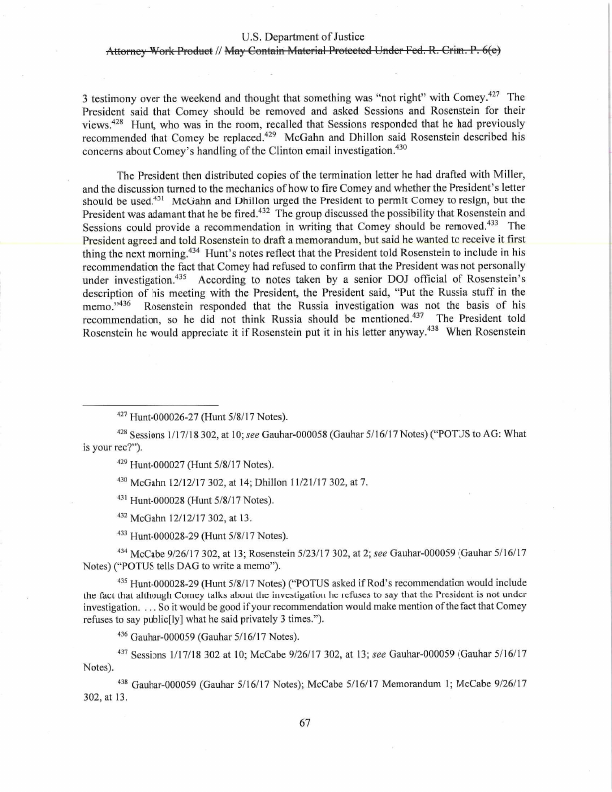 U.S. Department of Justice
Attorney Work Product // May Contain Material Protected Under Fed. R. Crim. P. 6(e)
3 testimony over the weekend and thought that something was "not right" with Comey.427 The
President said that Comey should be removed and asked Sessions and Rosenstein for their
views.428 Hunt, who was in the room, recalled that Sessions responded that he had previously
recommended that Comey be replaced.429 McGahn and Dhillon said Rosenstein described his
concerns about Comey's handling of the Clinton email investigation.430
The President then distributed copies of the termination letter he had drafted with Miller,
and the discussion turned to the mechanics of how to fire Comey and whether the President's letter
should be used.431 McGahn and Dhillon urged the President to permit Comey to resign, but the
President was adamant that he be fired.432 The group discussed the possibility that Rosenstein and
Sessions could provide a recommendation in writing that Comey should be removed.433 The
President agreed and told Rosenstein to draft a memorandum, but said he wanted to receive it first
thing the next morning.434 Hunt's notes reflect that the President told Rosenstein to include in his
recommendation the fact that Comey had refused to confirm that the President was not personally
under investigation.435 According to notes taken by a senior DOJ official of Rosenstein's
description of his meeting with the President, the President said, "Put the Russia stuff in the
memo."436 Rosenstein responded that the Russia investigation was not the basis of his
recommendation, so he did not think Russia should be mentioned.437 The President told
Rosenstein he would appreciate it if Rosenstein put it in his letter anyway.438 When Rosenstein
427 Hunt-000026-27 (Hunt 5/8/17 Notes).
428 Sessions 1/17/18 302, at 10; see Gauhar-000058 (Gauhar 5/16/17 Notes) ("POTUS to AG: What
is your rec?").
429 Hunt-000027 (Hunt 5/8/17 Notes).
430 McGahn 12/12/17 302, at 14; Dhillon 11/21/17 302, at 7.
431 Hunt-000028 (Hunt 5/8/17 Notes).
432 McGahn 12/12/17 302, at 13.
433 Hunt-000028-29 (Hunt 5/8/17 Notes).
434 McCabe 9/26/17 302, at 13; Rosenstein 5/23/17 302, at 2; see Gauhar-000059 (Gauhar 5/16/17
Notes) ("POTUS tells DAG to write a memo").
435 Hunt-000028-29 (Hunt 5/8/17 Notes) ("POTUS asked if Rod's recommendation would include
the fact that although Comey talks about the investigation he refuses to say that the President is not under
investigation. . . . So it would be good if your recommendation would make mention of the fact that Comey
refuses to say public[ly] what he said privately 3 times.").
436 Gauhar-000059 (Gauhar 5/16/17 Notes).
437 Sessions 1/17/18 302 at 10; McCabe 9/26/17 302, at 13; see Gauhar-000059 (Gauhar 5/16/17
Notes).
438 Gauhar-000059 (Gauhar 5/16/17 Notes); McCabe 5/16/17 Memorandum 1; McCabe 9/26/17
302, at 13.
67